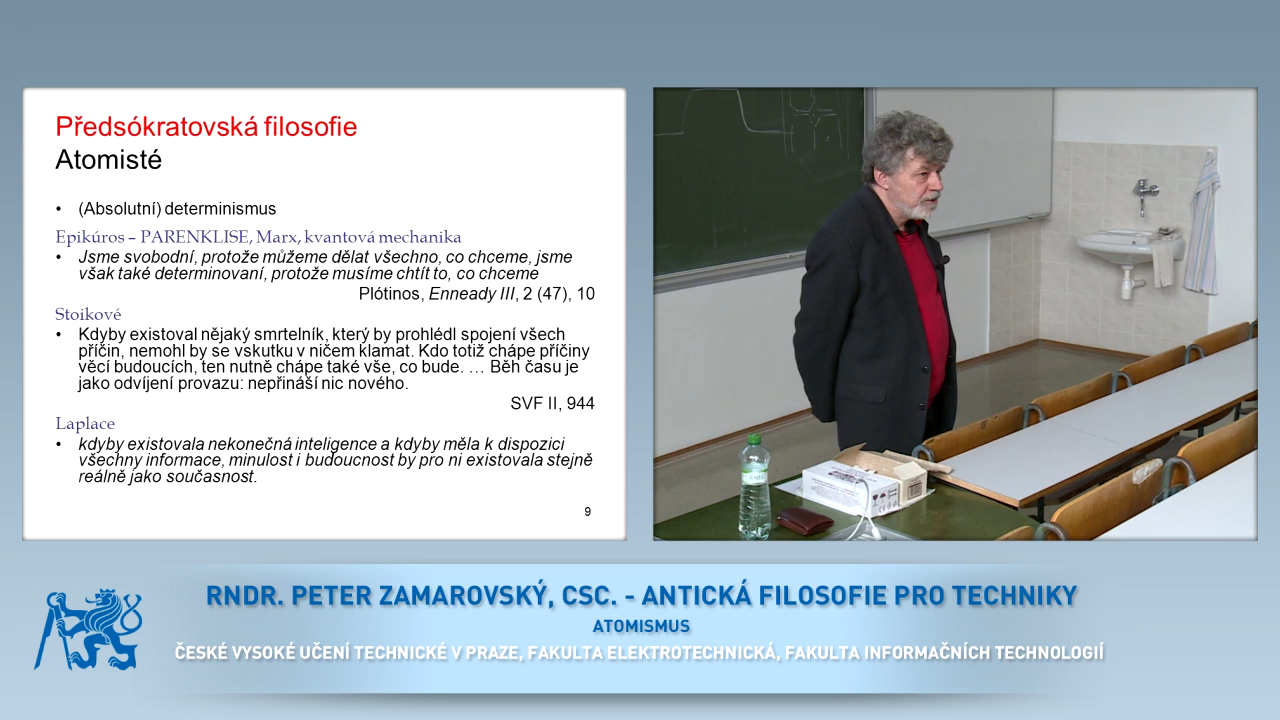 Předsókratovská filosofie
Atomisté
• (Absolutní) determinismus
Epikúros – PARENKLISE, Marx, kvantová mechanika
• Jsme svobodní, protože můžeme dělat všechno, co chceme, jsme
však také determinovaní, protože musíme chtít to, co chceme
Plótinos, Enneady III, 2 (47), 10
Stoikové
• Kdyby existoval nějaký smrtelník, který by prohlédl spojení všech
příčin, nemohl by se vskutku v ničem klamat. Kdo totiž chápe příčiny
věcí budoucích, ten nutně chápe také vše, co bude. … Běh času je
jako odvíjení provazu: nepřináší nic nového.
SVF II, 944
Laplace
• kdyby existovala nekonečná inteligence a kdyby měla k dispozici
všechny informace, minulost i budoucnost by pro ni existovala stejně
reálně jako současnost.
9
RNDR. PETER ZAMAROVSKÝ, CSC. - ANTICKÁ FILOSOFIE PRO TECHNIKY
ATOMISMUS
ČESKÉ VYSOKÉ UČENÍ TECHNICKÉ V PRAZE, FAKULTA ELEKTROTECHNICKÁ, FAKULTA INFORMAČNÍCH TECHNOLOGIÍ